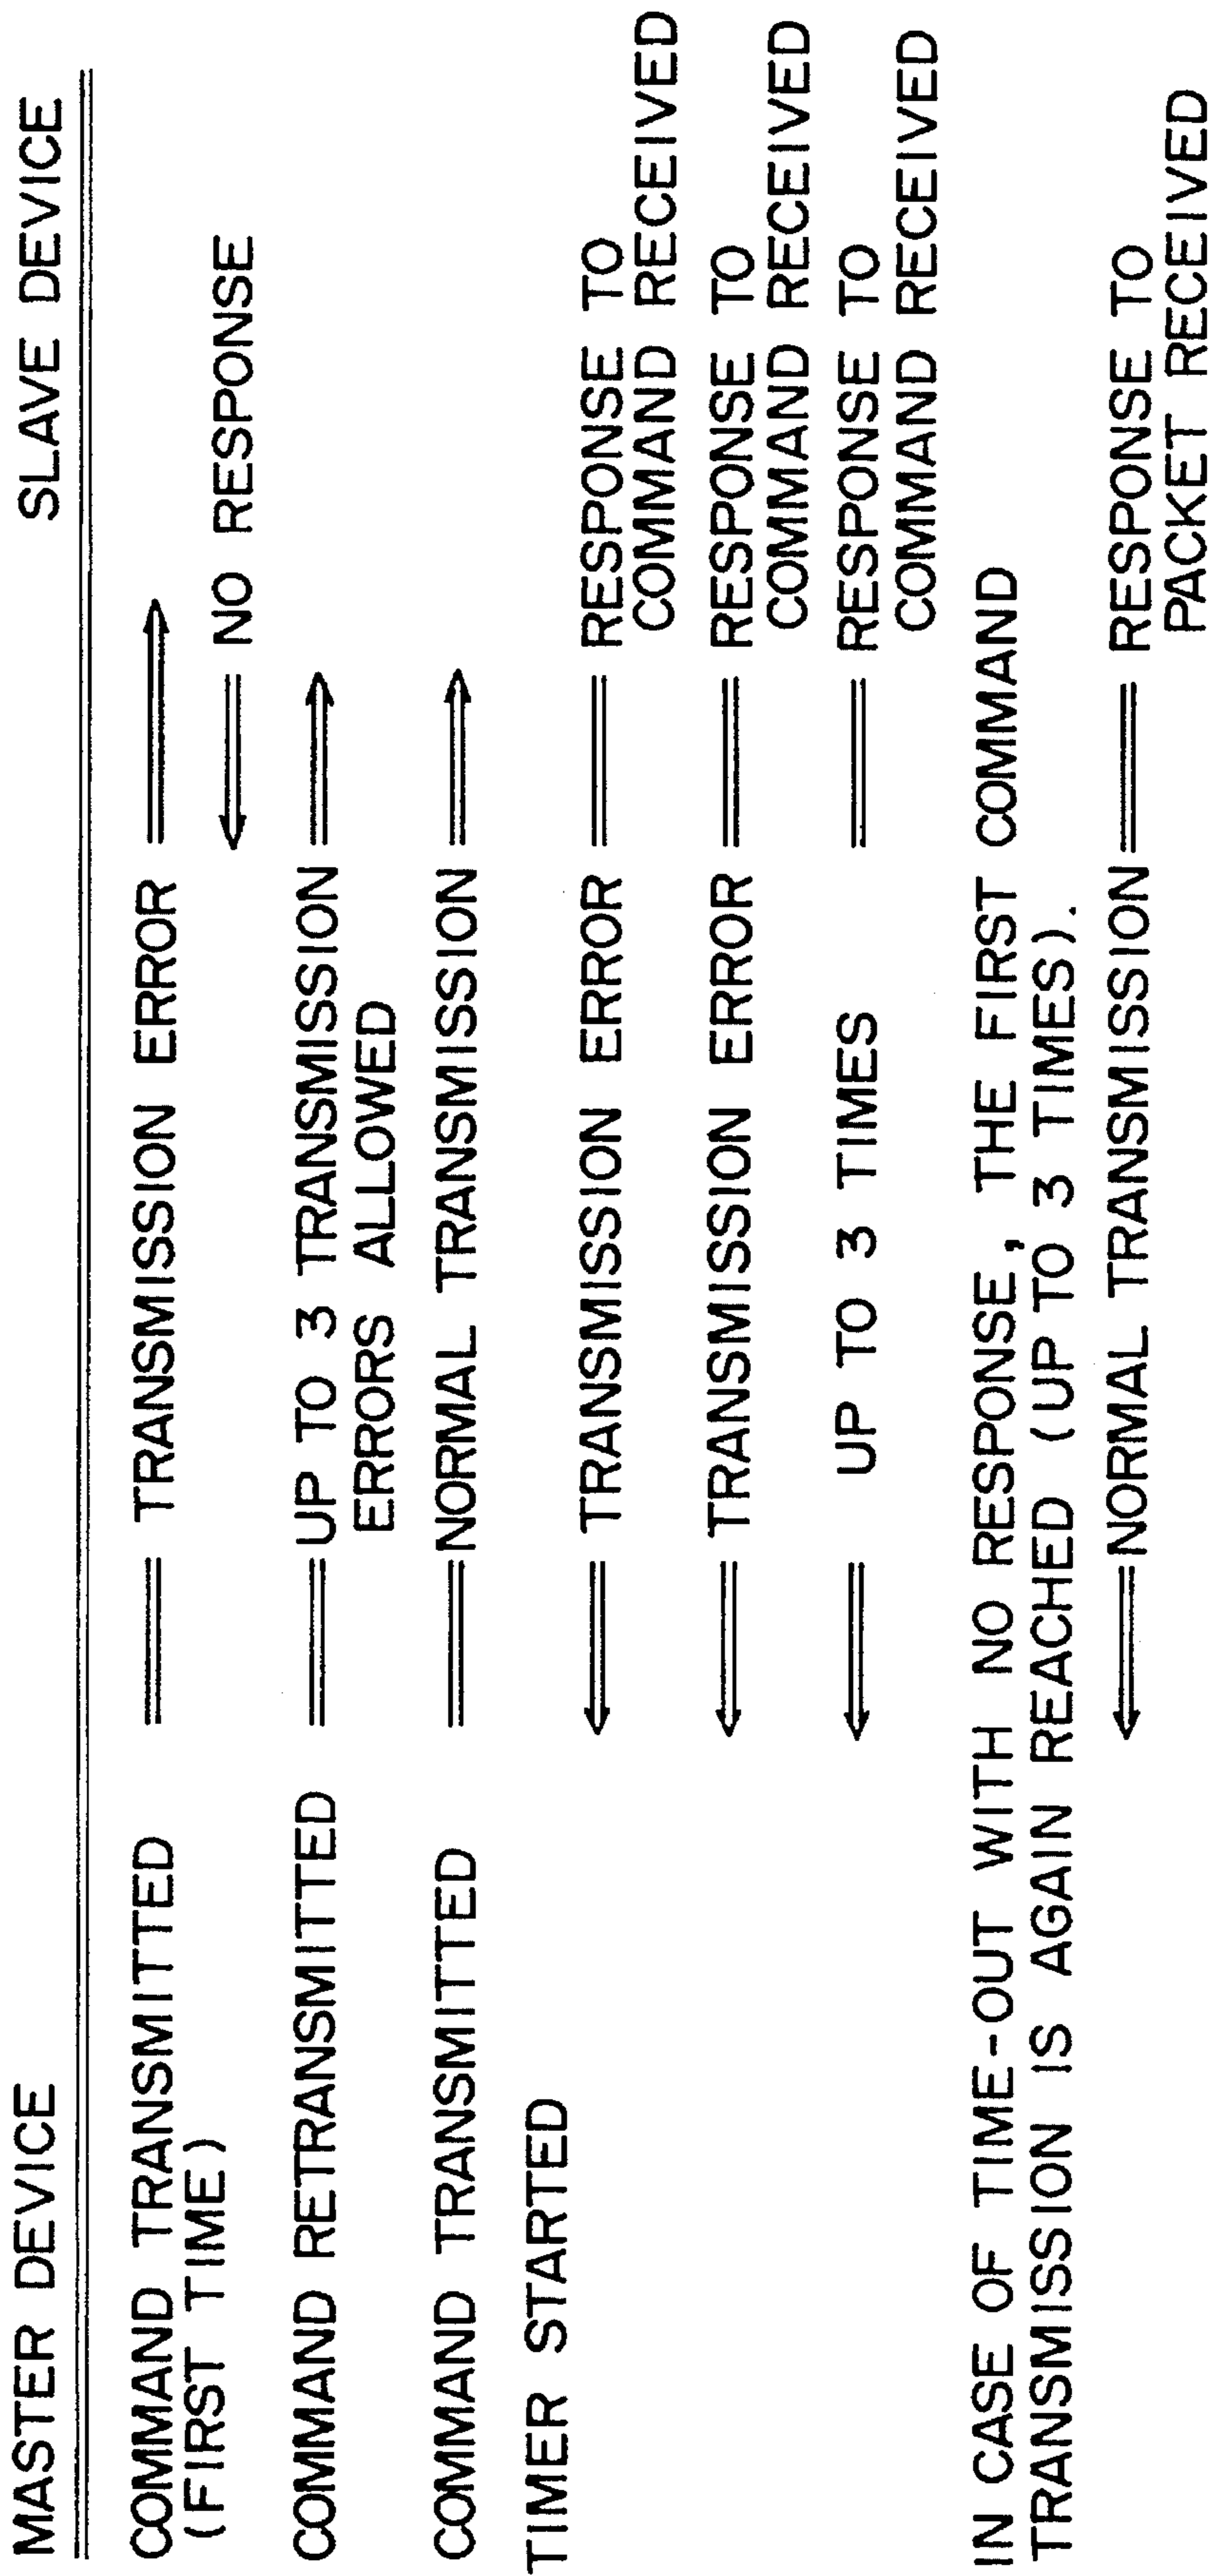 MASTER DEVICE SLAVE DEVICE
COMMAND TRANSMITTED TRANSMISSION ERROR
(FIRST TIME)
NO RESPONSE
COMMAND RETRANSMITTED UP TO 3 TRANSMISSION
ERRORS ALLOWED
COMMAND TRANSMITTED NORMAL TRANSMISSION
TIMER STARTED
TRANSMISSION ERROR RESPONSE TO
COMMAND RECEIVED
TRANSMISSION ERROR RESPONSE TO
COMMAND RECEIVED
UP TO 3 TIMES RESPONSE TO
COMMAND RECEIVED
IN CASE OF TIME-OUT WITH NO RESPONSE, THE FIRST COMMAND
TRANSMISSION IS AGAIN REACHED (UP TO 3 TIMES).
NORMAL TRANSMISSION RESPONSE TO
PACKET RECEIVED